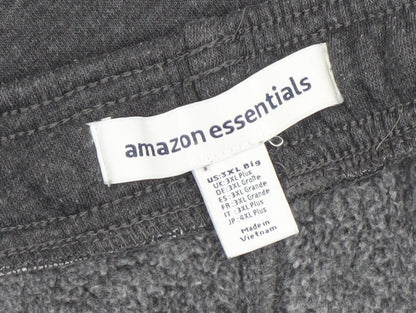 amazon essentials
US:3XL Big
UK:3XL Plus
DE:3XL Große
ES:3XL Grande
FR:3XL Grande
IT:3XL Plus
JP:4XL Plus
Made in
Vietnam